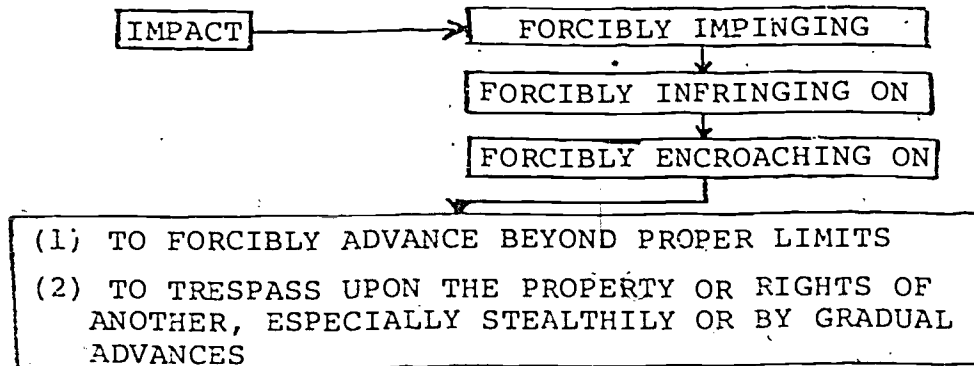 IMPACT
FORCIBLY IMPINGING
FORCIBLY INFRINGING ON
FORCIBLY ENCROACHING ON
(1) TO FORCIBLY ADVANCE BEYOND PROPER LIMITS
(2) TO TRESPASS UPON THE PROPERTY OR RIGHTS OF
ANOTHER, ESPECIALLY STEALTHILY OR BY GRADUAL
ADVANCES